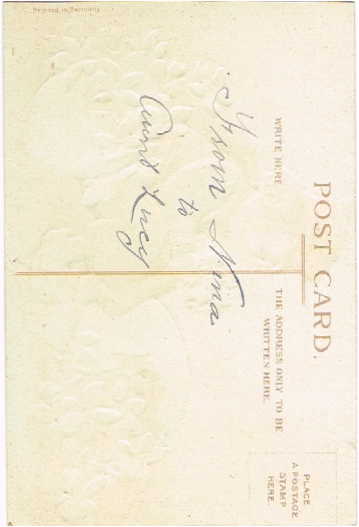 POST CARD.
PLACE
A POSTAGE
STAMP
HERE.
WRITE HERE
THE ADDRESS ONLY TO BE
WRITTEN HERE.
From Nina
to
Aunt Lucy
Printed in Germany